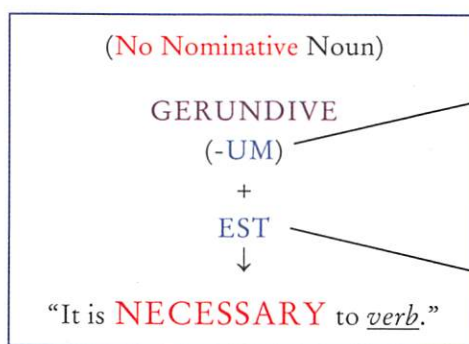 (No Nominative Noun)
GERUNDIVE
(-UM)
+
EST
↓
“It is NECESSARY to verb.”